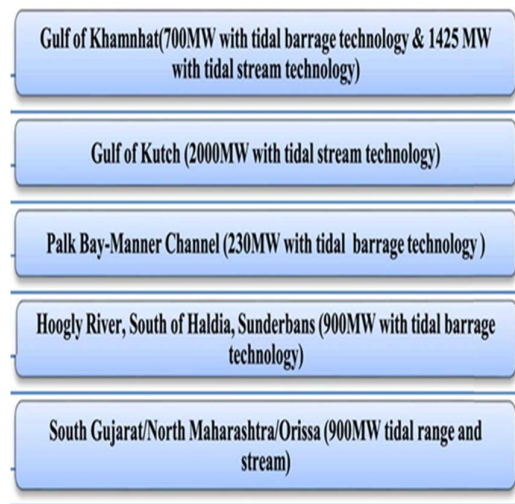 Gulf of Khamnhat(700MW with tidal barrage technology & 1425 MW
with tidal stream technology)
Gulf of Kutch (2000MW with tidal stream technology)
Palk Bay-Manner Channel (230MW with tidal barrage technology )
Hoogly River, South of Haldia, Sunderbans (900MW with tidal barrage
technology)
South Gujarat/North Maharashtra/Orissa (900MW tidal range and
stream)